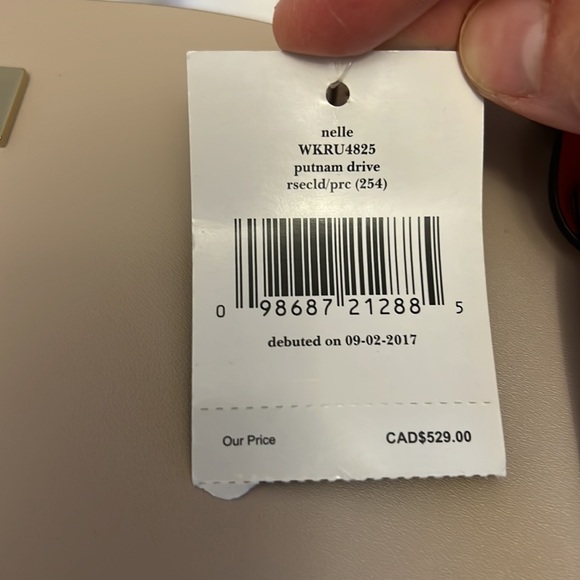 nelle
WKRU4825
putnam drive
rsecld/prc (254)
0 98687 21288 5
debuted on 09-02-2017
Our Price CAD$529.00